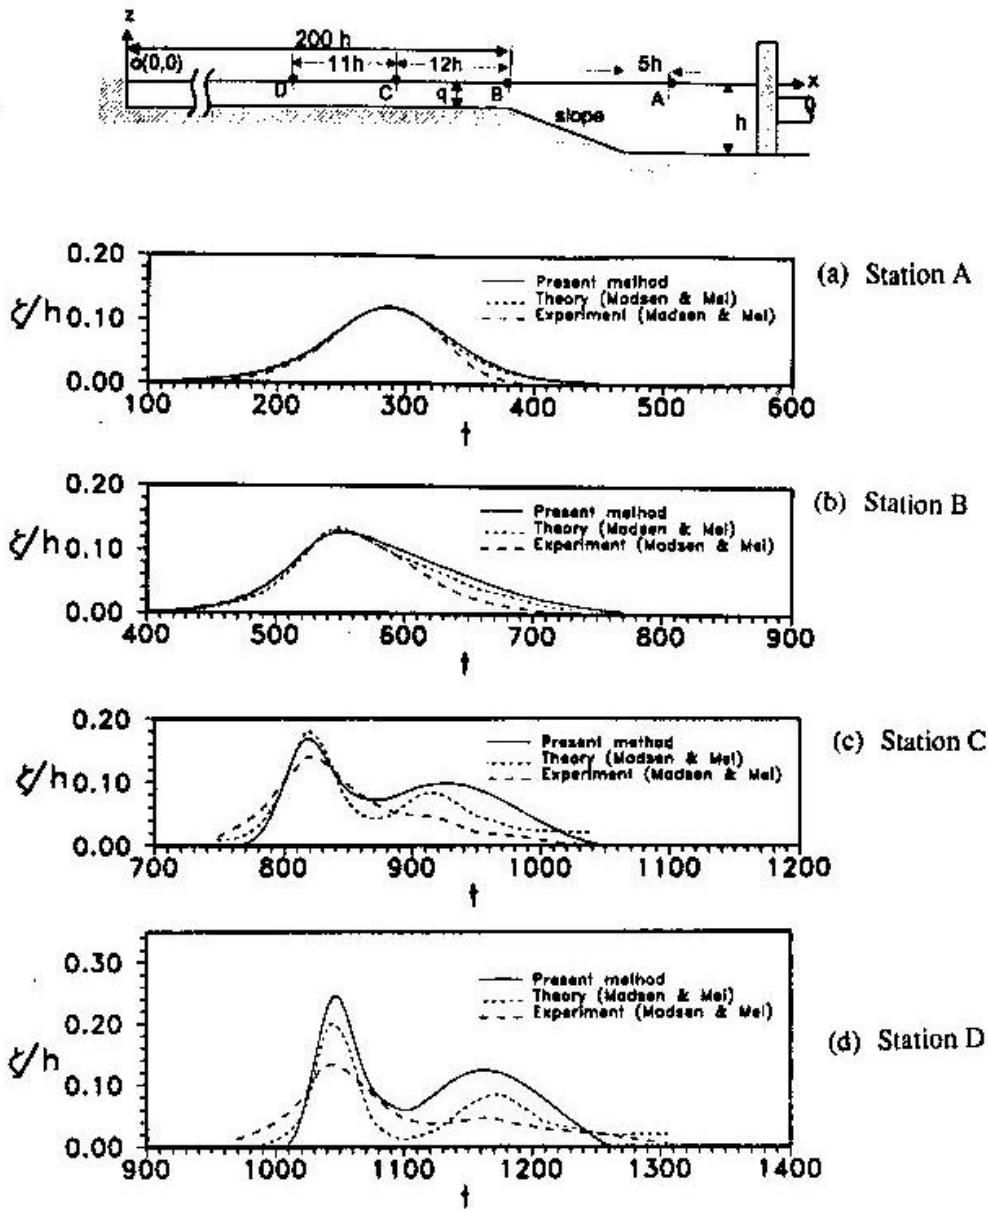 z
200 h
o(0,0)
11h
12h
5h
x
D
C
q
B
A
h
slope
0.20
ζ/h 0.10
0.00
Present method
Theory (Madsen & Mei)
Experiment (Madsen & Mei)
(a) Station A
100 200 300 400 500 600
t
0.20
ζ/h 0.10
0.00
Present method
Theory (Madsen & Mei)
Experiment (Madsen & Mei)
(b) Station B
400 500 600 700 800 900
t
0.20
ζ/h 0.10
0.00
Present method
Theory (Madsen & Mei)
Experiment (Madsen & Mei)
(c) Station C
700 800 900 1000 1100 1200
t
0.30
0.20
ζ/h 0.10
0.00
Present method
Theory (Madsen & Mei)
Experiment (Madsen & Mei)
(d) Station D
900 1000 1100 1200 1300 1400
t